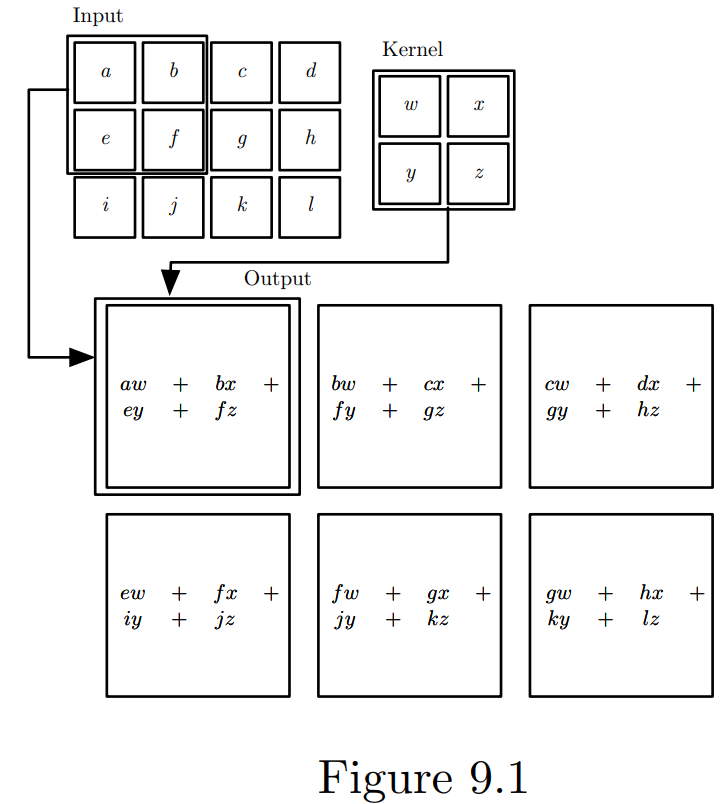 Input
Kernel
a b c d
w x
e f g h
y z
i j k l
Output
aw + bx +
ey + fz
bw + cx +
fy + gz
cw + dx +
gy + hz
ew + fx +
iy + jz
fw + gx +
jy + kz
gw + hx +
ky + lz
Figure 9.1